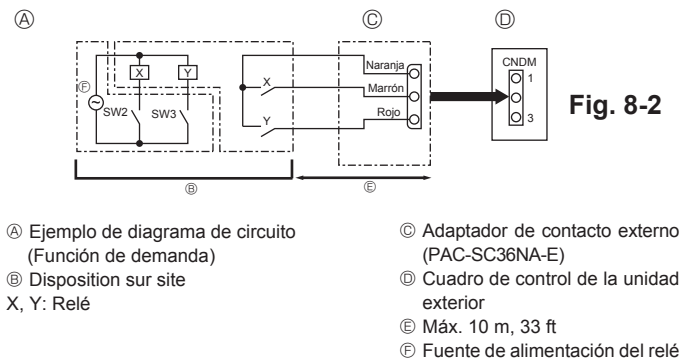 Ⓐ
Ⓒ
Ⓓ
Naranja
Marrón
Rojo
CNDM
1
3
X
Y
Ⓕ
SW2
SW3
X
Y
Fig. 8-2
Ⓑ
Ⓔ
Ⓐ Ejemplo de diagrama de circuito
(Función de demanda)
Ⓑ Disposition sur site
X, Y: Relé
Ⓒ Adaptador de contacto externo
(PAC-SC36NA-E)
Ⓓ Cuadro de control de la unidad
exterior
Ⓔ Máx. 10 m, 33 ft
Ⓕ Fuente de alimentación del relé